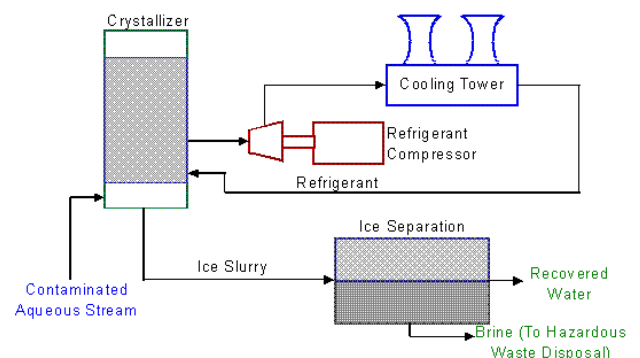 Crystallizer
Cooling Tower
Refrigerant
Compressor
Refrigerant
Ice Separation
Ice Slurry
Contaminated
Aqueous Stream
Recovered
Water
Brine (To Hazardous
Waste Disposal)